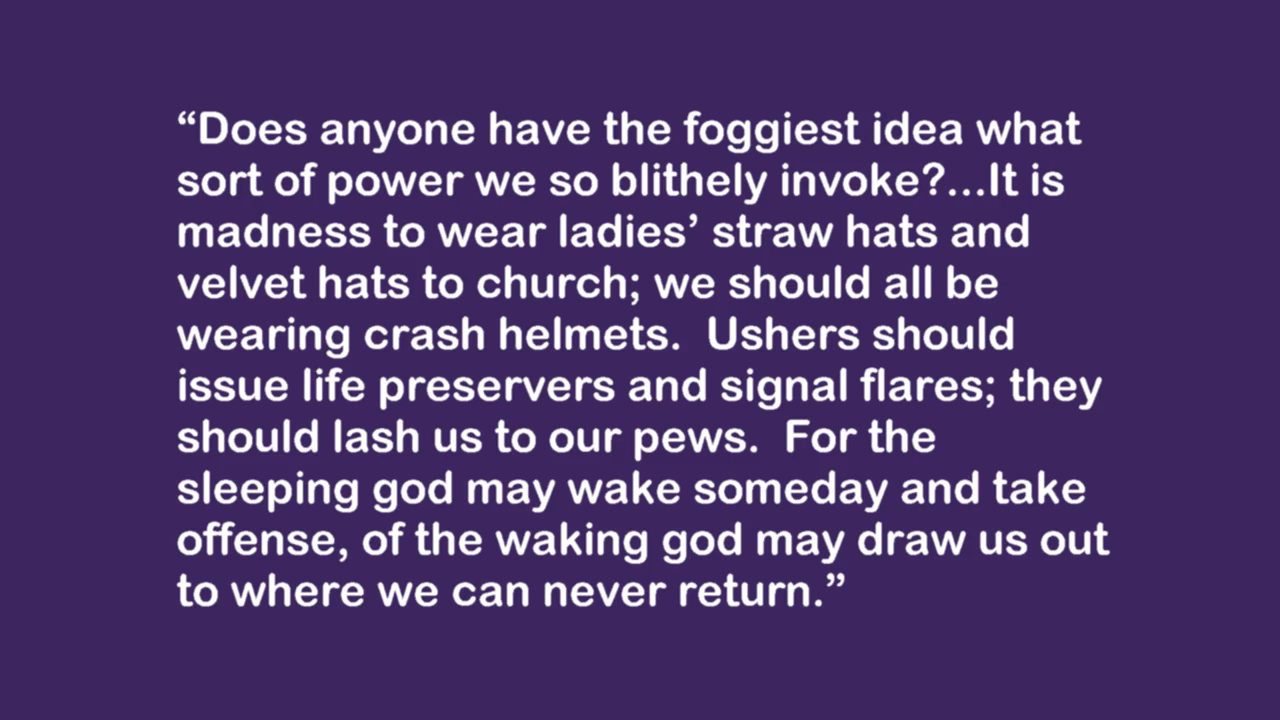 “Does anyone have the foggiest idea what
sort of power we so blithely invoke?...It is
madness to wear ladies’ straw hats and
velvet hats to church; we should all be
wearing crash helmets.  Ushers should
issue life preservers and signal flares; they
should lash us to our pews.  For the
sleeping god may wake someday and take
offense, of the waking god may draw us out
to where we can never return.”